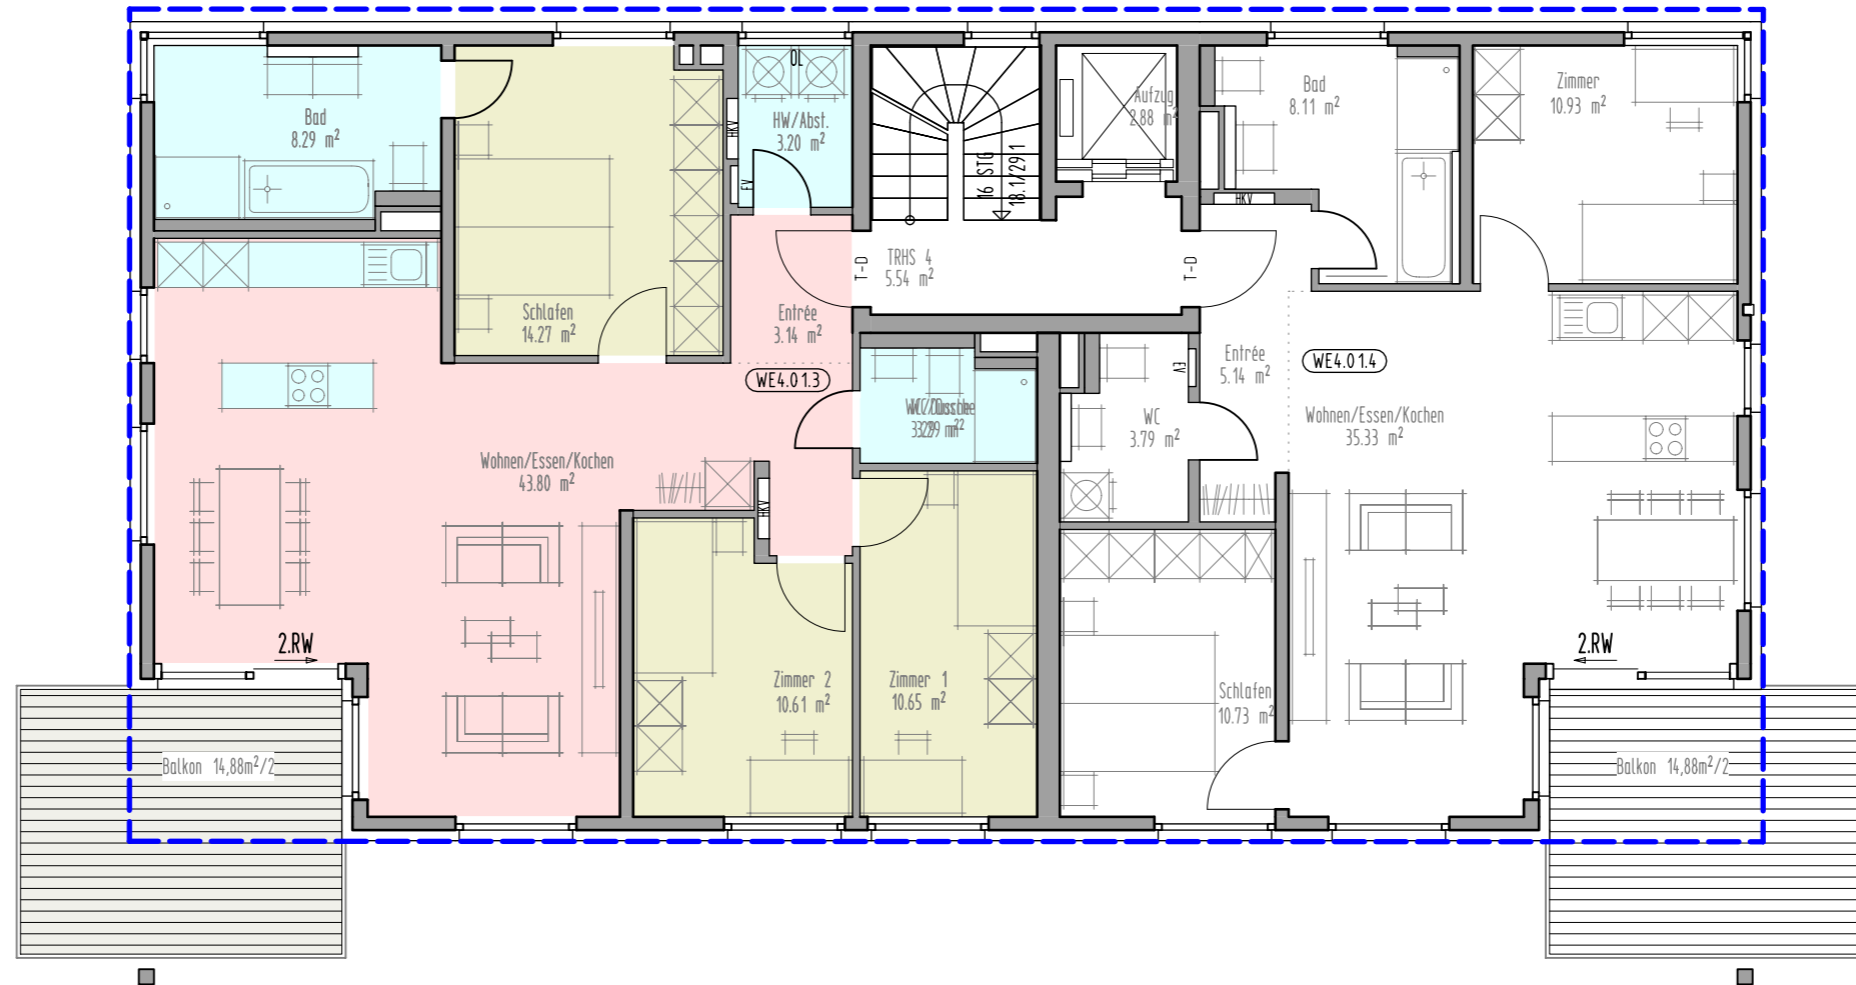 Bad
8.29 m²
Schlafen
14.27 m²
OL
HW/Abst.
3.20 m²
HKV
EV
Entrée
3.14 m²
WE4.01.3
Wohnen/Essen/Kochen
43.80 m²
HKV
Zimmer 2
10.61 m²
Zimmer 1
10.65 m²
2.RW
Balkon 14,88m²/2
16 STG
18.1/29.1
T-D
TRHS 4
5.54 m²
T-D
Aufzug
2.88 m²
Bad
8.11 m²
HKV
Zimmer
10.93 m²
Entrée
5.14 m²
WE4.01.4
EV
WC
3.79 m²
Wohnen/Essen/Kochen
35.33 m²
Schlafen
10.73 m²
2.RW
Balkon 14,88m²/2